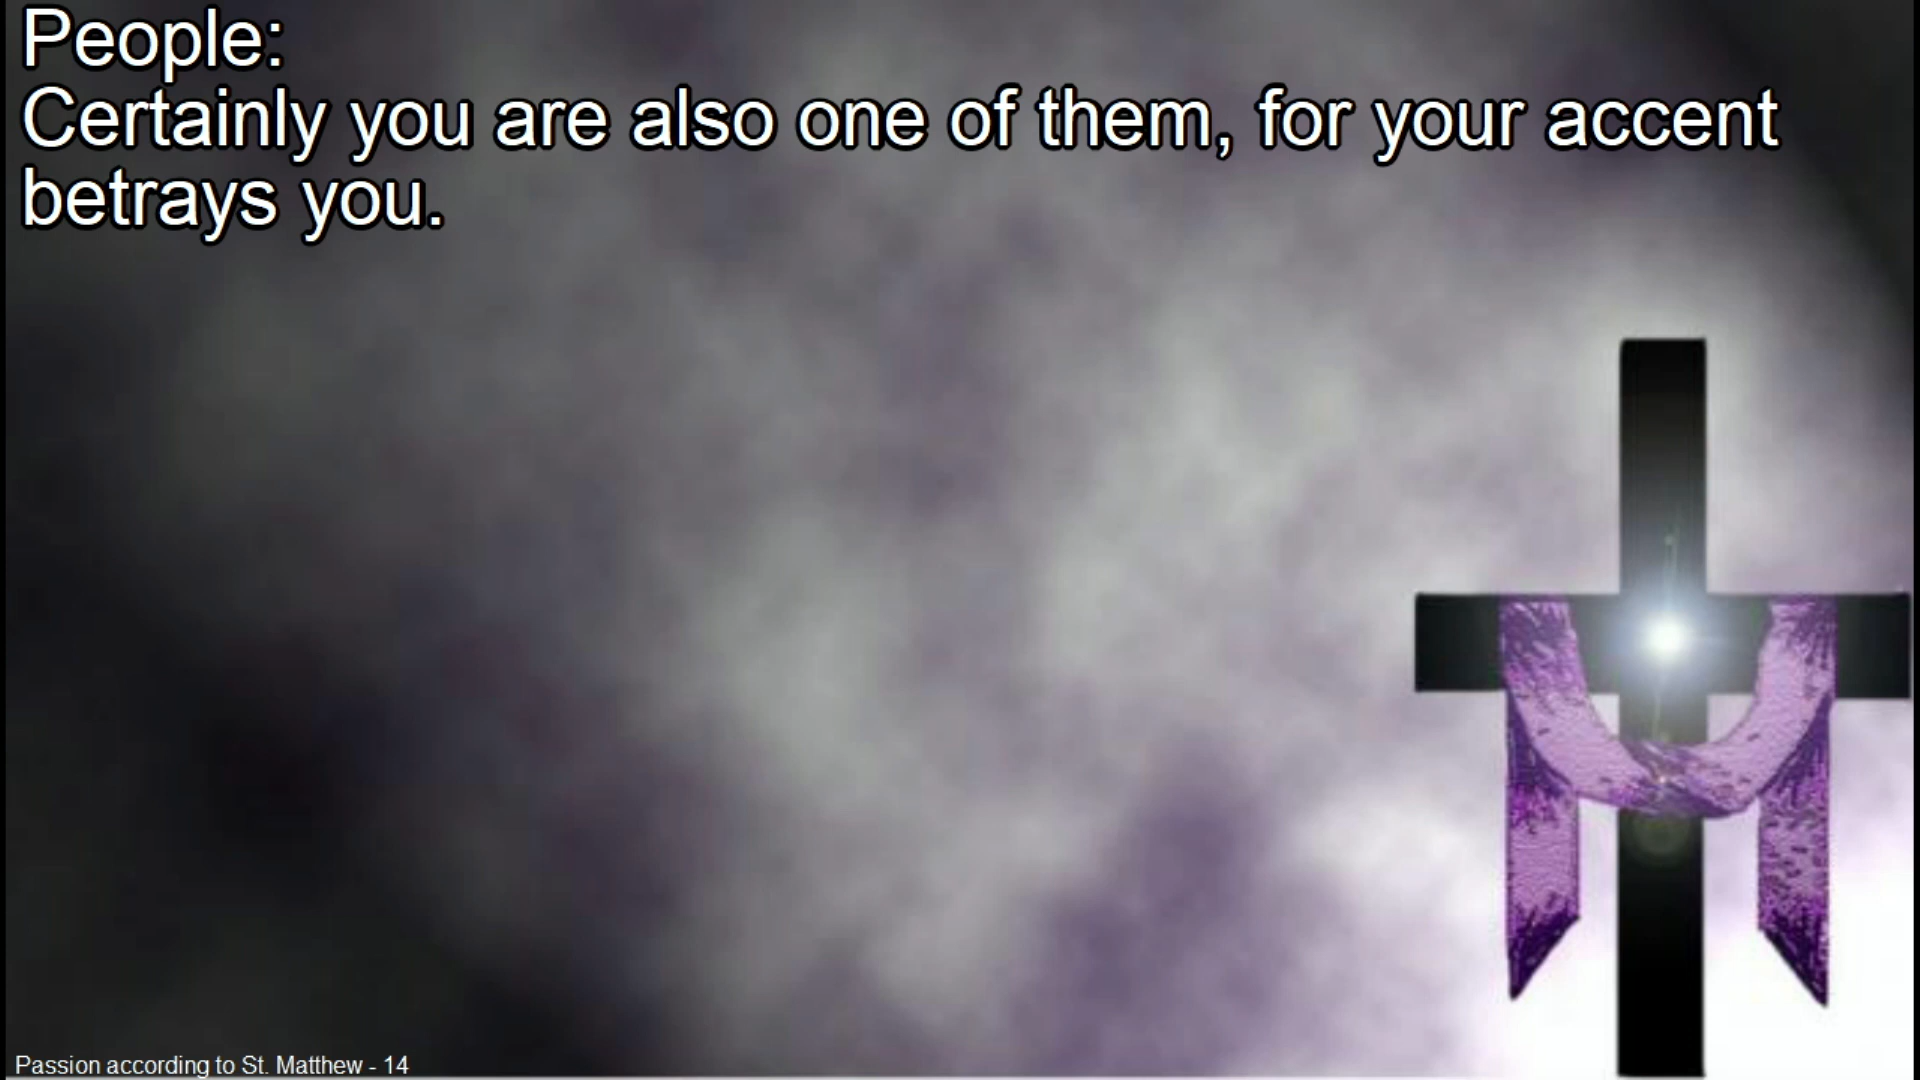 People:
Certainly you are also one of them, for your accent
betrays you.
Passion according to St. Matthew - 14